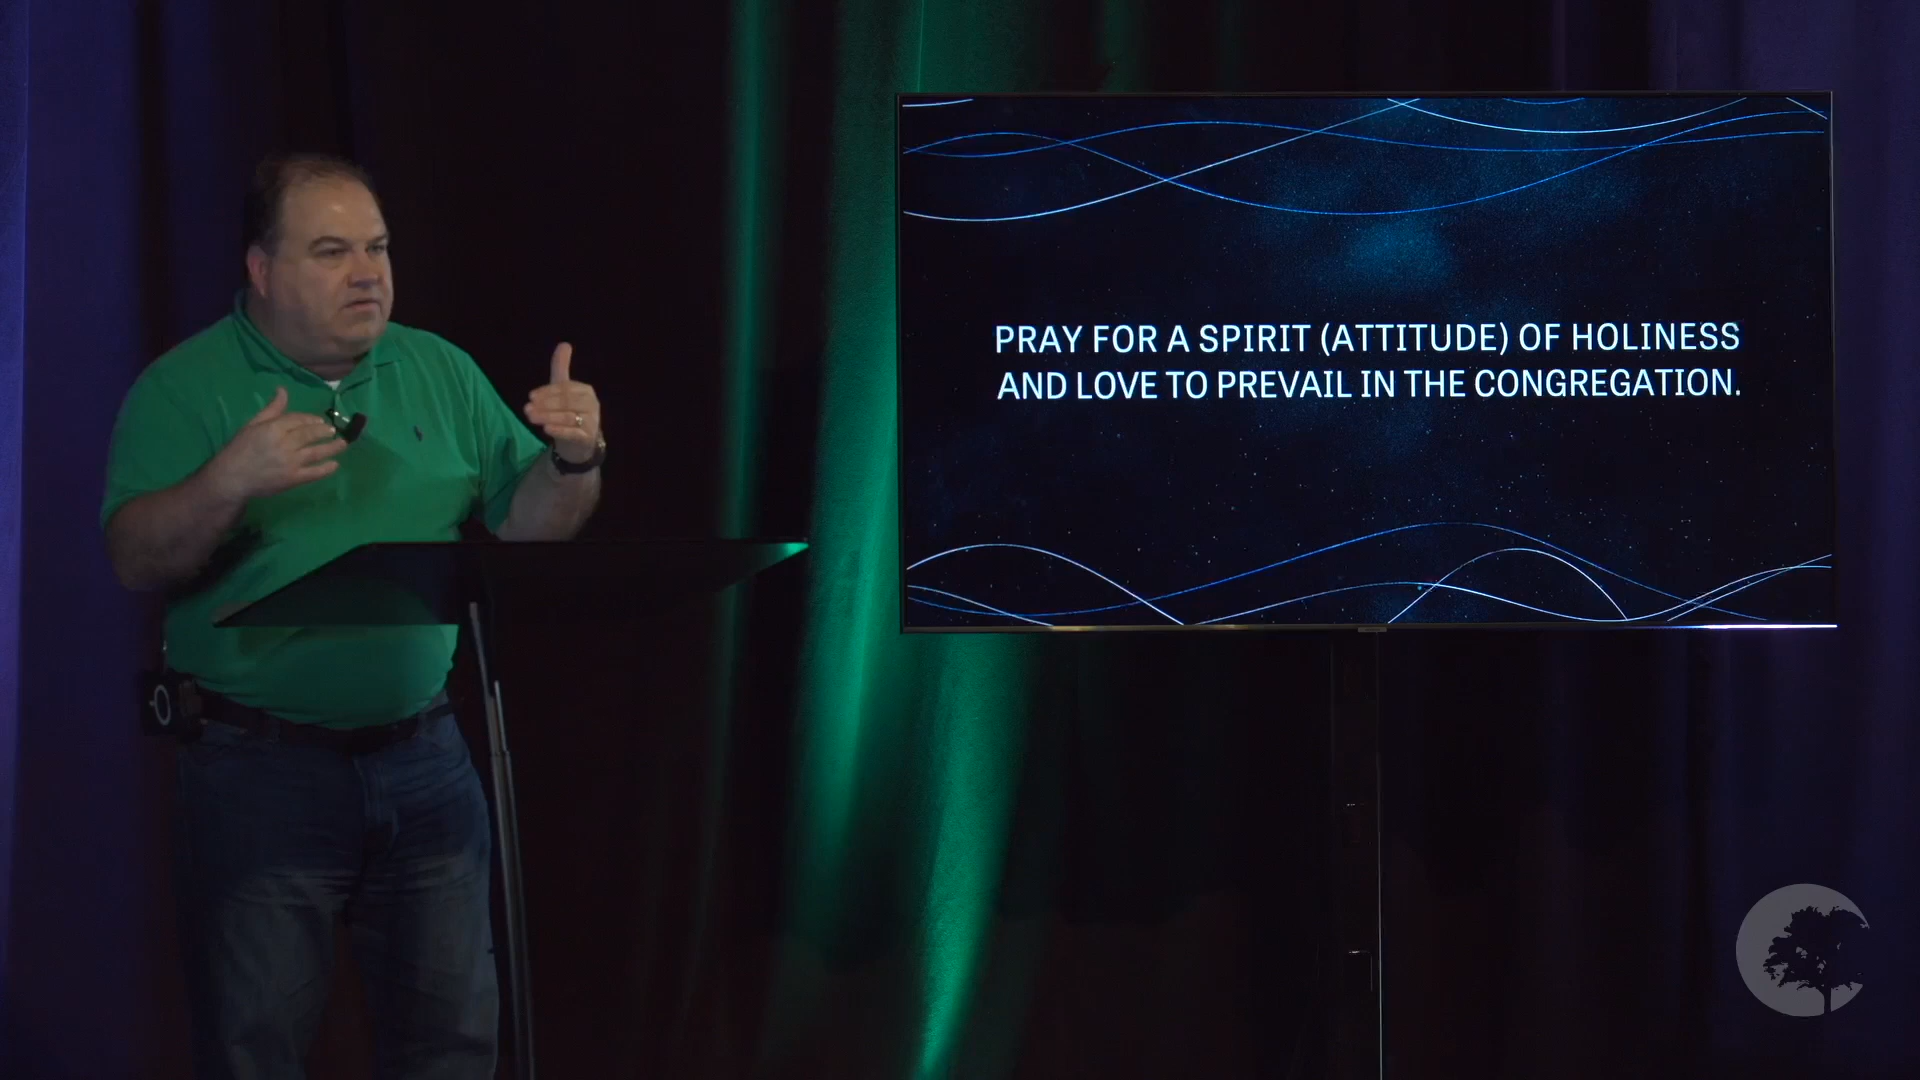 PRAY FOR A SPIRIT (ATTITUDE) OF HOLINESS
AND LOVE TO PREVAIL IN THE CONGREGATION.